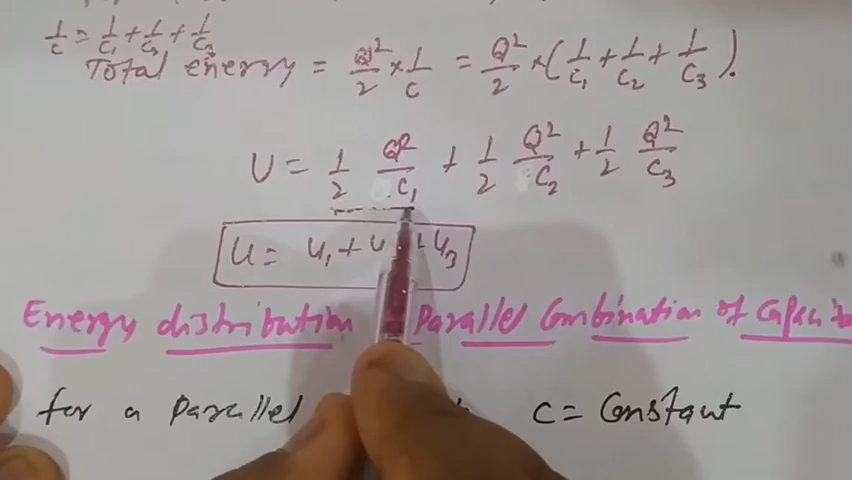 1/C = 1/C₁ + 1/C₂ + 1/C₃
Total energy = Q²/2 × 1/C = Q²/2 × (1/C₁ + 1/C₂ + 1/C₃).
U = 1/2 Q²/C₁ + 1/2 Q²/C₂ + 1/2 Q²/C₃
U = U₁ + U + U₃
Energy distribution Parallel Combination of
for a Parallel C = Constant